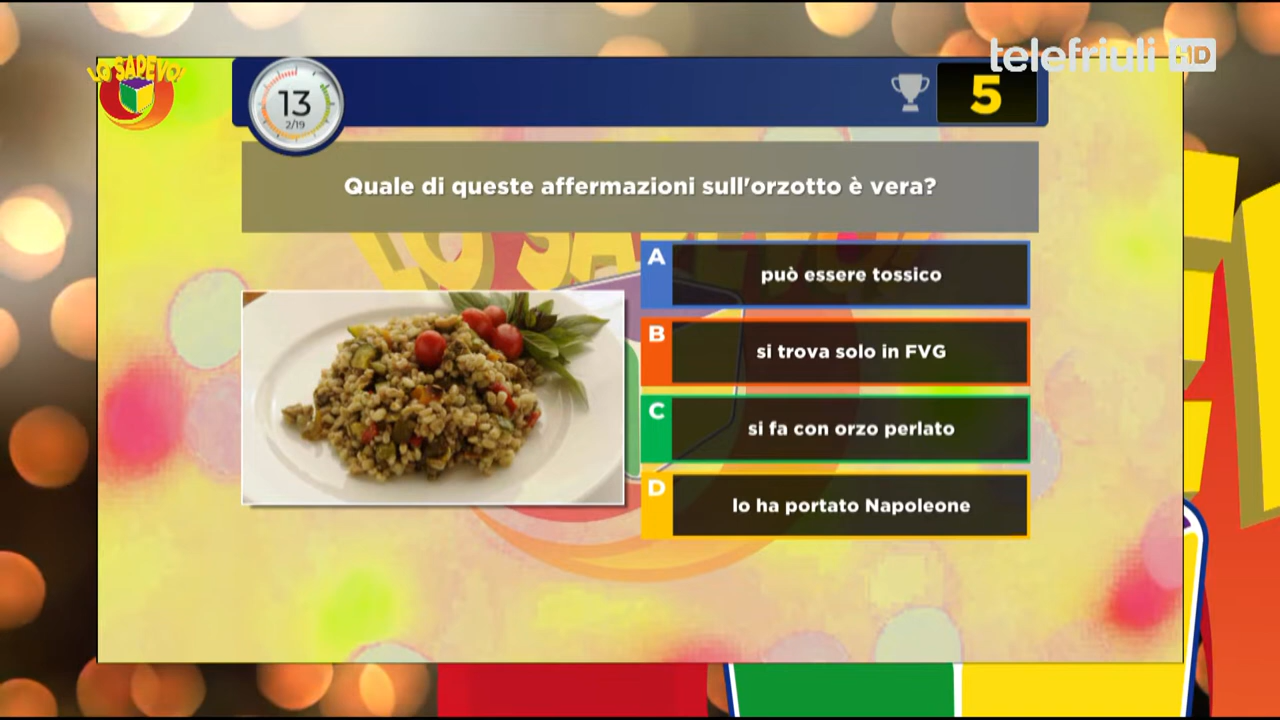 LO SAPEVO!
telefriuli HD
13
2/19
5
Quale di queste affermazioni sull'orzotto è vera?
A
può essere tossico
B
si trova solo in FVG
C
si fa con orzo perlato
D
lo ha portato Napoleone